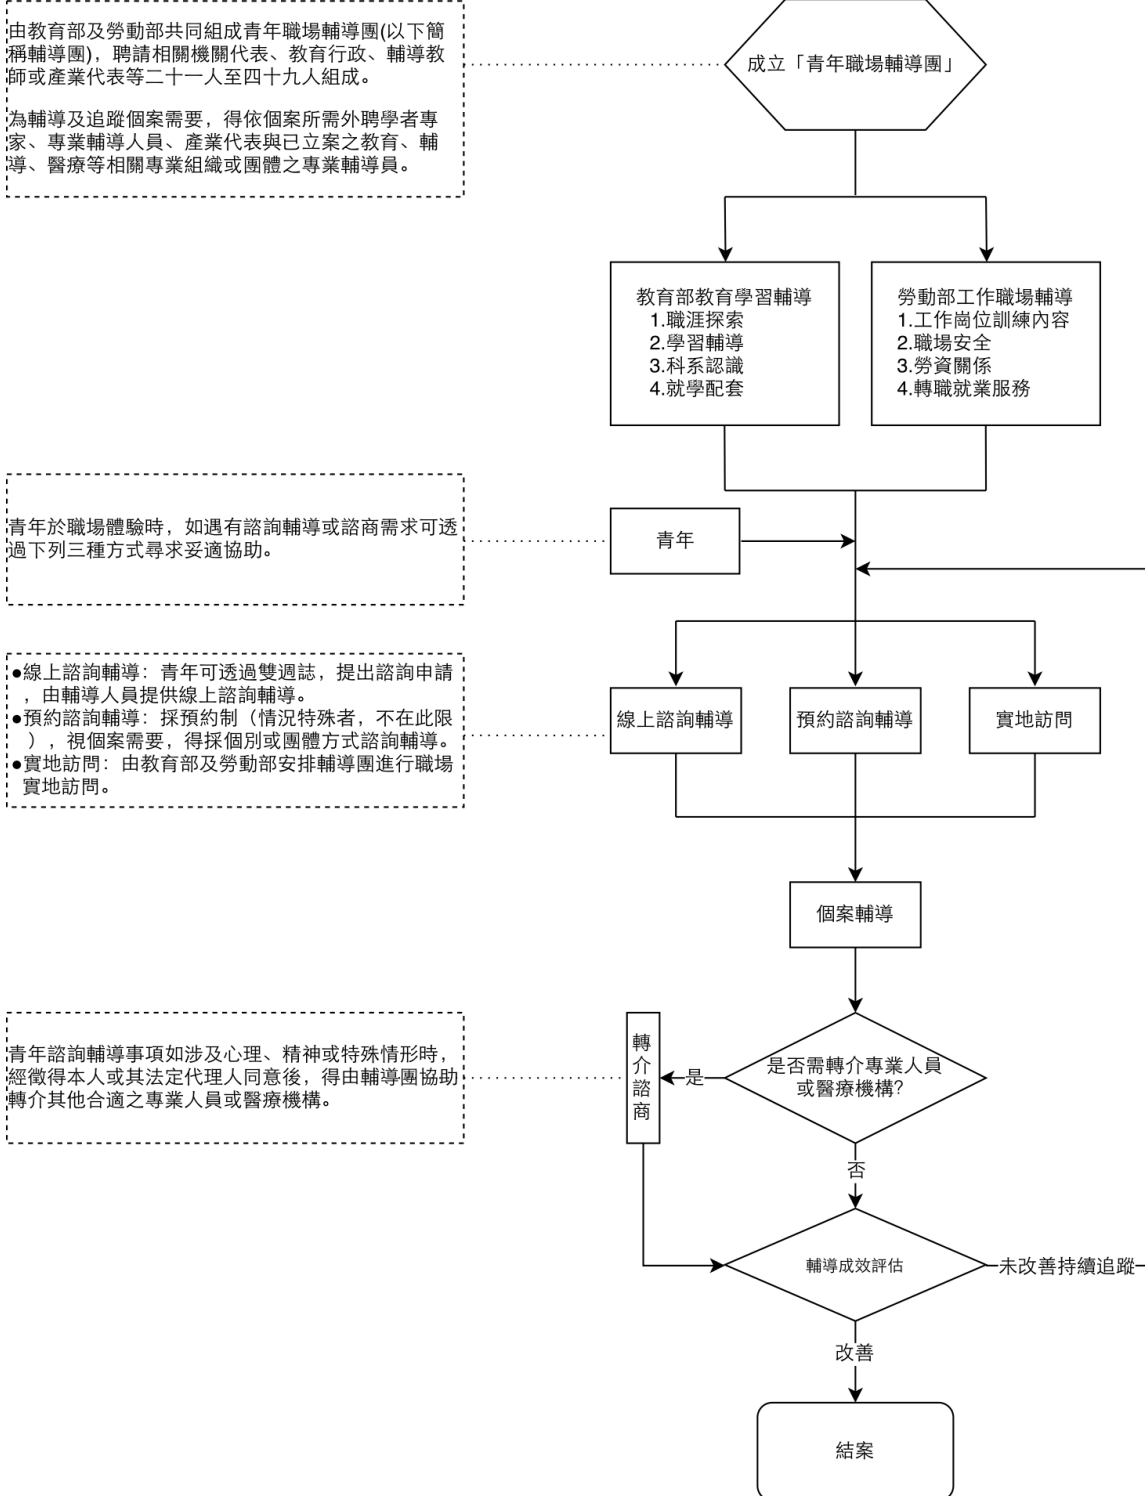 由教育部及勞動部共同組成青年職場輔導團(以下簡
稱輔導團)，聘請相關機關代表、教育行政、輔導教
師或產業代表等二十一人至四十九人組成。
為輔導及追蹤個案需要，得依個案所需外聘學者專
家、專業輔導人員、產業代表與已立案之教育、輔
導、醫療等相關專業組織或團體之專業輔導員。
成立「青年職場輔導團」
教育部教育學習輔導
1.職涯探索
2.學習輔導
3.科系認識
4.就學配套
勞動部工作職場輔導
1.工作崗位訓練內容
2.職場安全
3.勞資關係
4.轉職就業服務
青年於職場體驗時，如遇有諮詢輔導或諮商需求可透
過下列三種方式尋求妥適協助。
青年
●線上諮詢輔導：青年可透過雙週誌，提出諮詢申請
，由輔導人員提供線上諮詢輔導。
●預約諮詢輔導：採預約制（情況特殊者，不在此限
），視個案需要，得採個別或團體方式諮詢輔導。
●實地訪問：由教育部及勞動部安排輔導團進行職場
實地訪問。
線上諮詢輔導
預約諮詢輔導
實地訪問
個案輔導
青年諮詢輔導事項如涉及心理、精神或特殊情形時，
經徵得本人或其法定代理人同意後，得由輔導團協助
轉介其他合適之專業人員或醫療機構。
轉
介
諮
商
是
是否需轉介專業人員
或醫療機構?
否
輔導成效評估
未改善持續追蹤
改善
結案